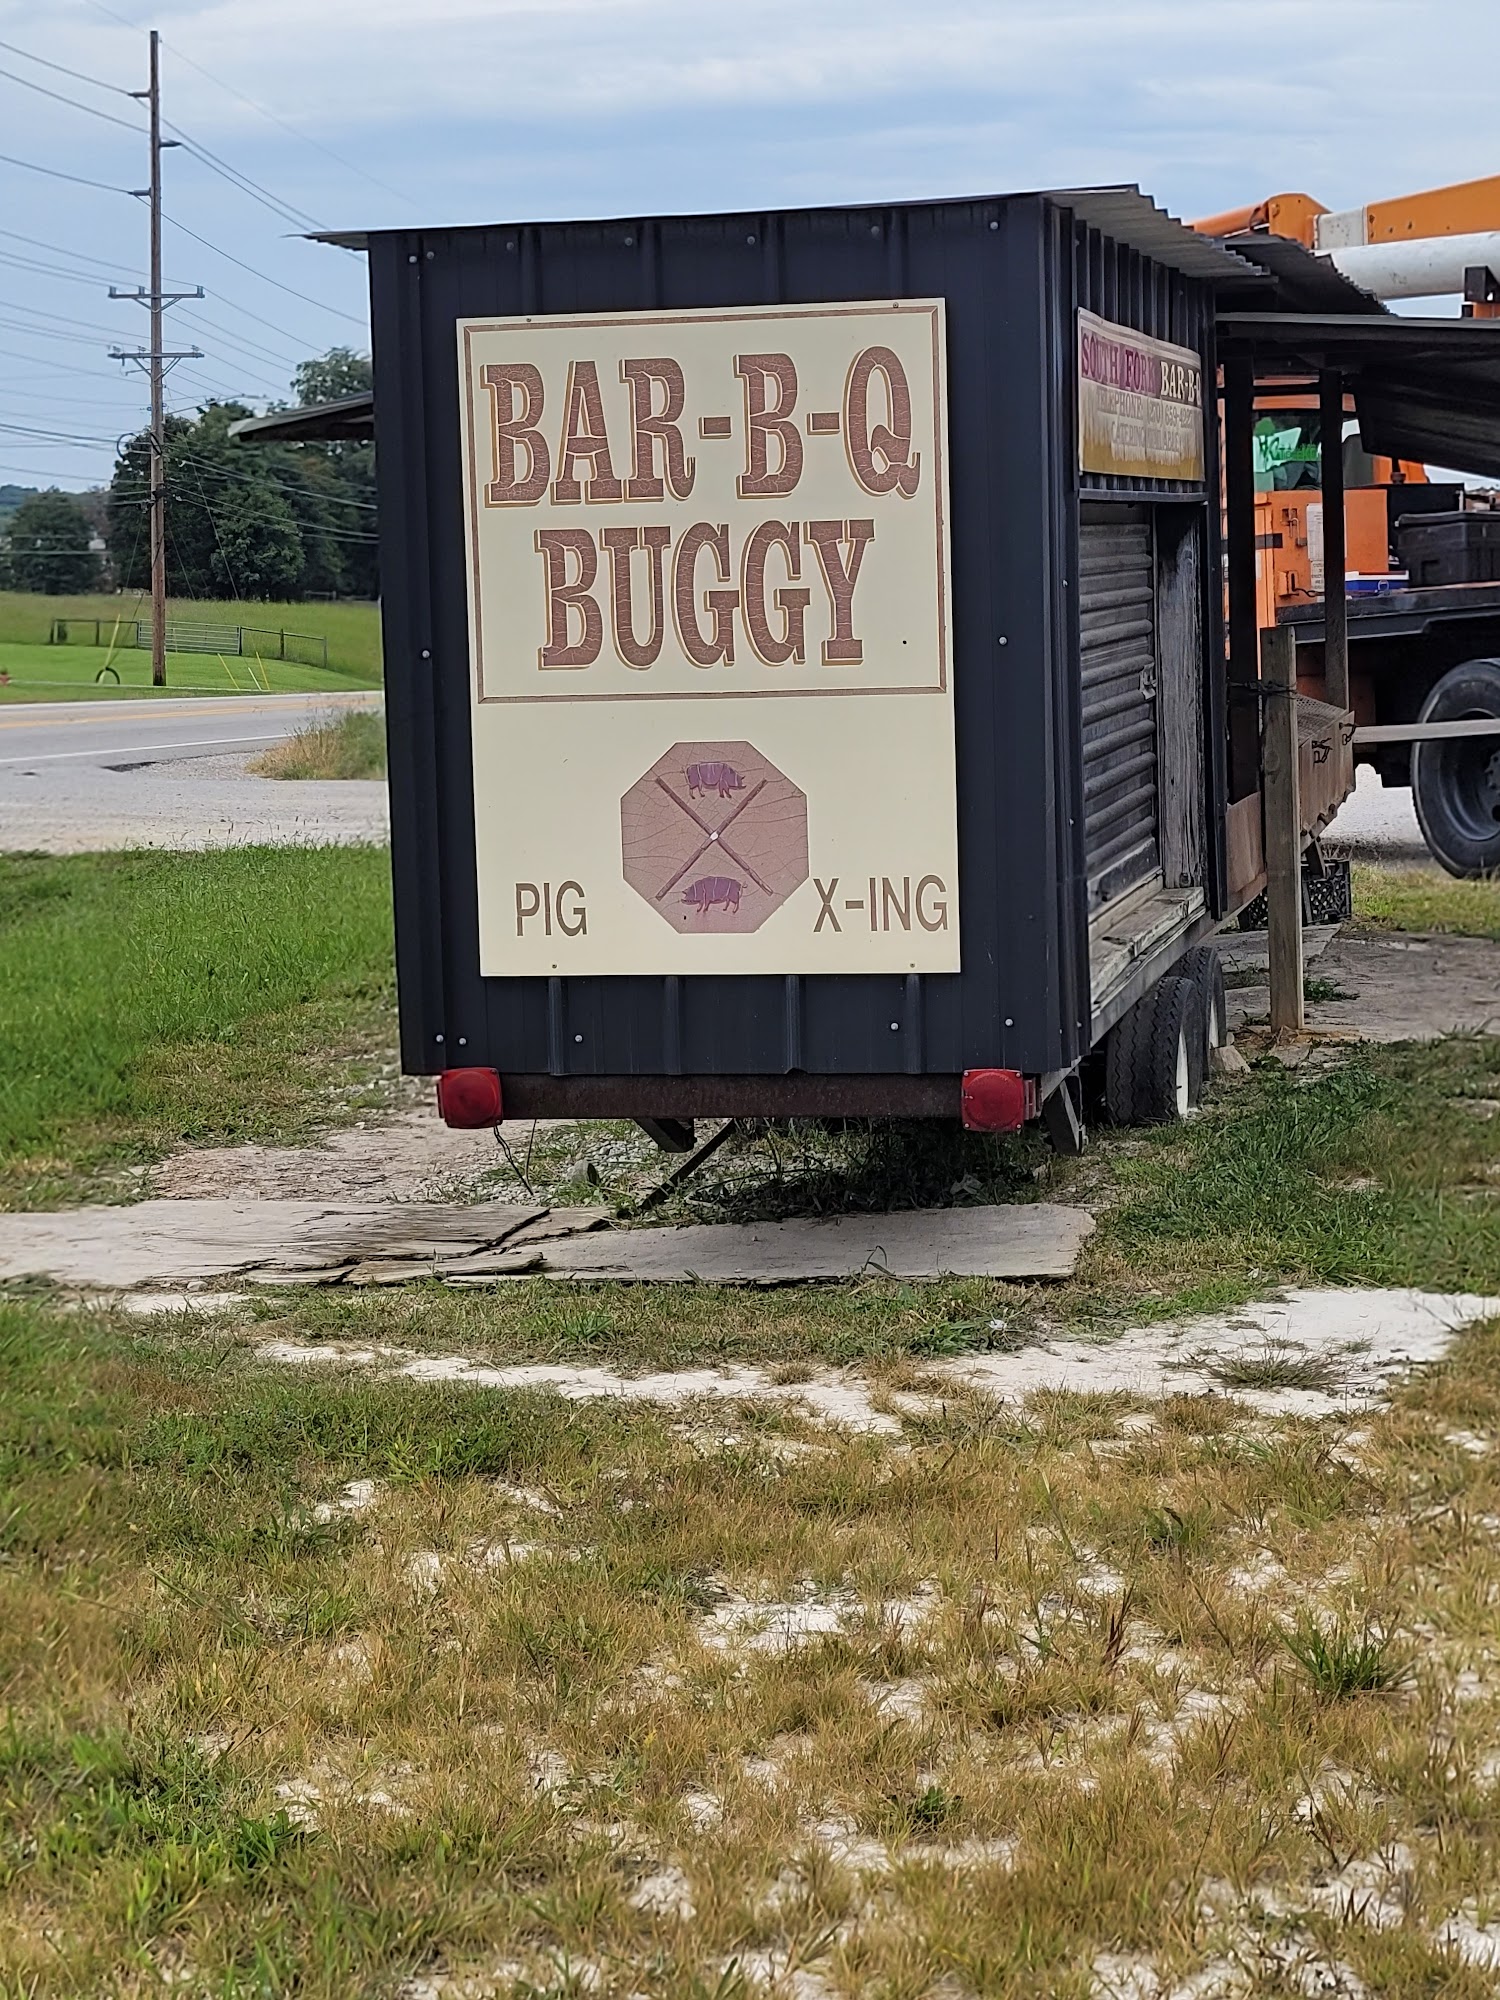 BAR-B-Q
BUGGY
PIG X-ING
SOUTH FORK BAR-B-Q